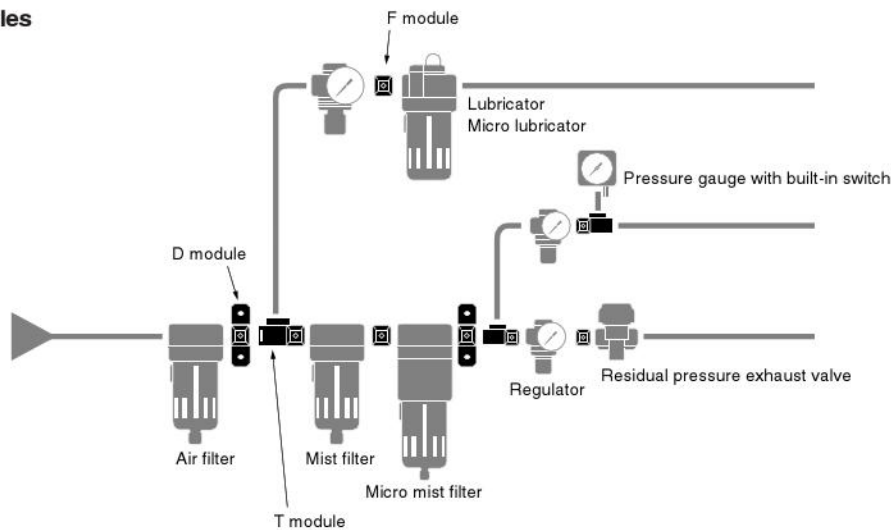 les
F module
Lubricator
Micro lubricator
Pressure gauge with built-in switch
D module
Regulator
Residual pressure exhaust valve
Air filter
Mist filter
Micro mist filter
T module